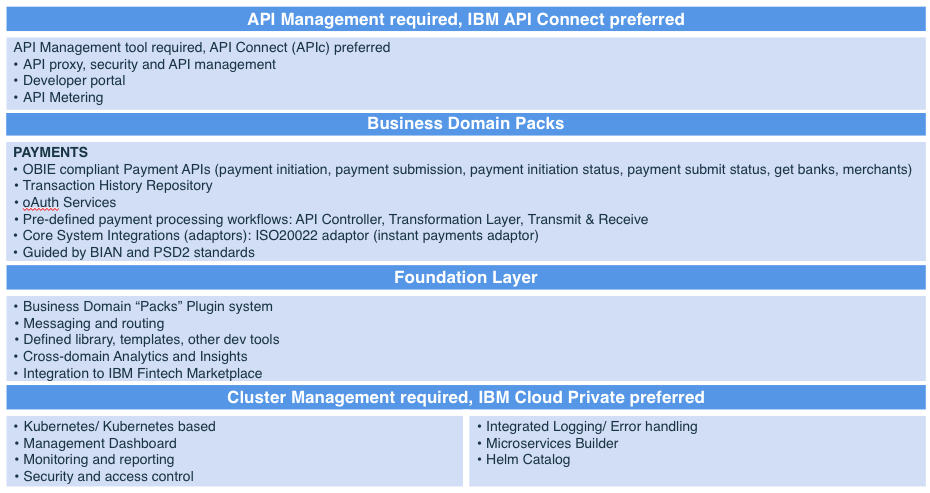 API Management required, IBM API Connect preferred
API Management tool required, API Connect (APIc) preferred
• API proxy, security and API management
• Developer portal
• API Metering
Business Domain Packs
PAYMENTS
• OBIE compliant Payment APIs (payment initiation, payment submission, payment initiation status, payment submit status, get banks, merchants)
• Transaction History Repository
• oAuth Services
• Pre-defined payment processing workflows: API Controller, Transformation Layer, Transmit & Receive
• Core System Integrations (adaptors): ISO20022 adaptor (instant payments adaptor)
• Guided by BIAN and PSD2 standards
Foundation Layer
• Business Domain “Packs” Plugin system
• Messaging and routing
• Defined library, templates, other dev tools
• Cross-domain Analytics and Insights
• Integration to IBM Fintech Marketplace
Cluster Management required, IBM Cloud Private preferred
• Kubernetes/ Kubernetes based
• Management Dashboard
• Monitoring and reporting
• Security and access control
• Integrated Logging/ Error handling
• Microservices Builder
• Helm Catalog